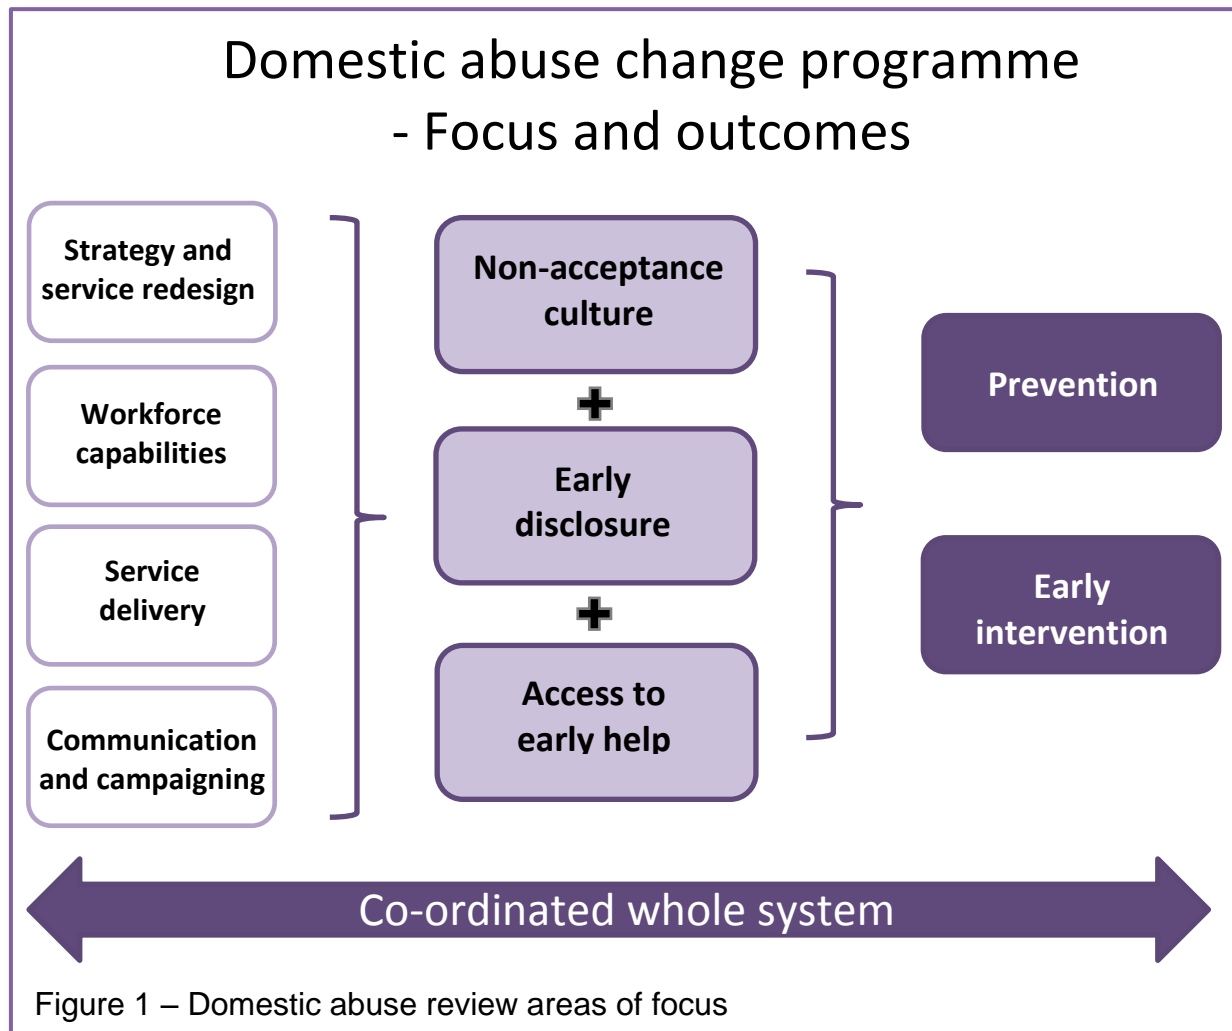 Domestic abuse change programme
- Focus and outcomes
Strategy and
service redesign
Workforce
capabilities
Service
delivery
Communication
and campaigning
Non-acceptance
culture
Early
disclosure
Access to
early help
Prevention
Early
intervention
Co-ordinated whole system
Figure 1 – Domestic abuse review areas of focus